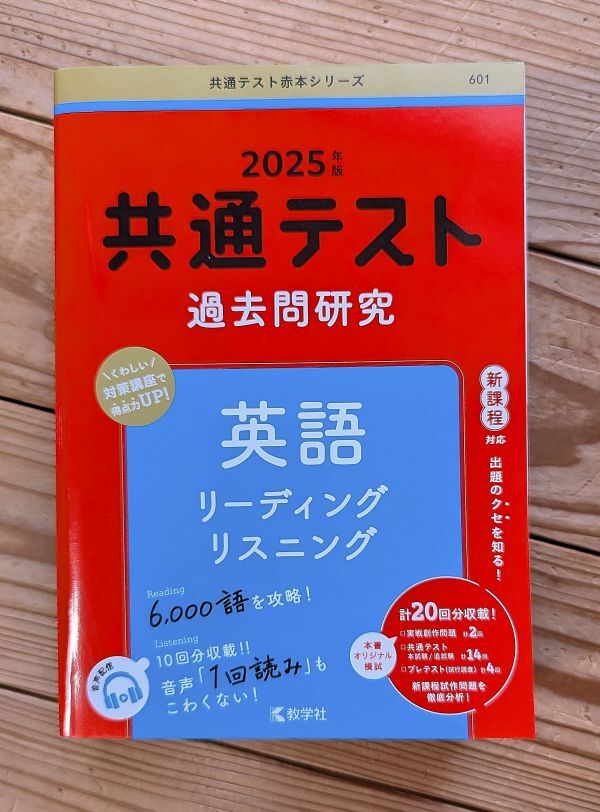 共通テスト赤本シリーズ 601
2025年版
共通テスト
過去問研究
くわしい
対策講座で
得点力UP!
英語
リーディング
リスニング
新課程
対応
出題のクセを知る!
Reading
6,000語を攻略!
Listening
10回分収載!!
音声「1回読み」も
こわくない!
音声配信
本書
オリジナル
模試
計20回分収載!
□実戦創作問題 計2回
□共通テスト
本試験/追試験 計14回
□プレテスト(試行調査) 計4回
新課程試作問題を
徹底分析!
教学社